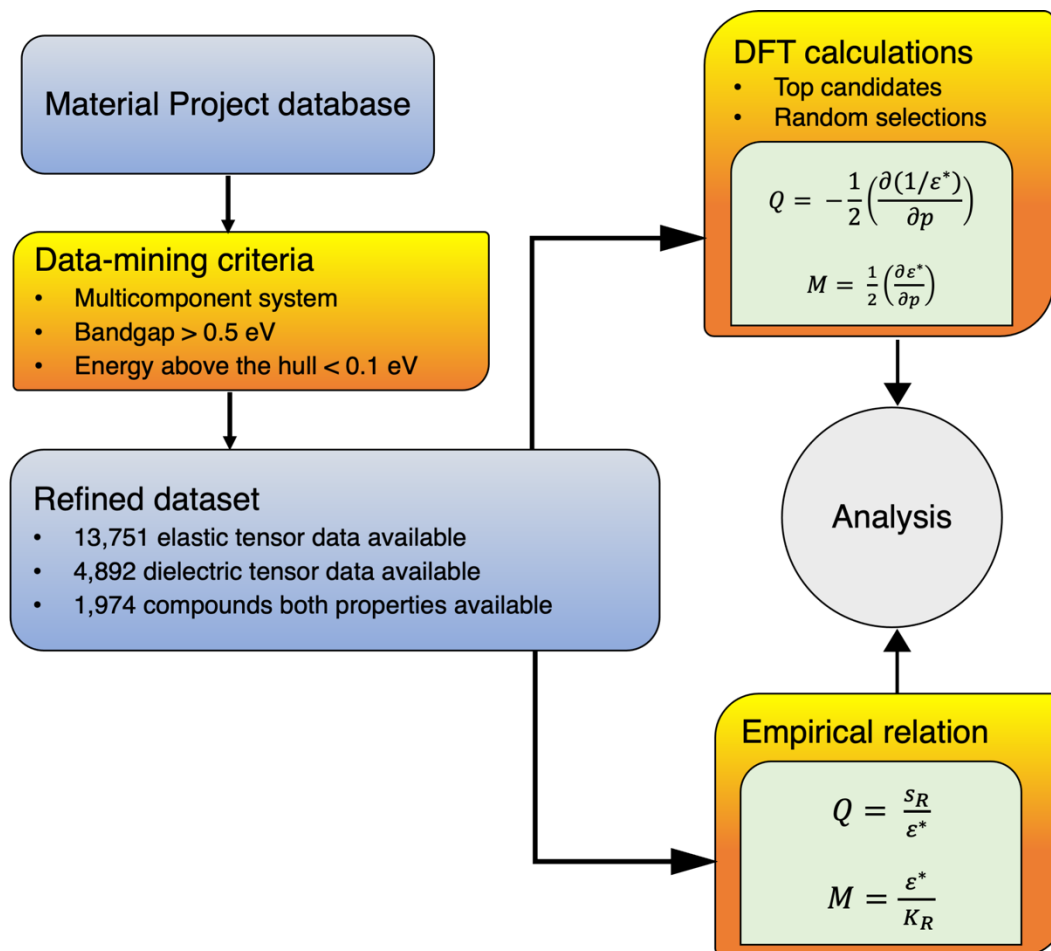 Material Project database
Data-mining criteria
• Multicomponent system
• Bandgap > 0.5 eV
• Energy above the hull < 0.1 eV
Refined dataset
• 13,751 elastic tensor data available
• 4,892 dielectric tensor data available
• 1,974 compounds both properties available
DFT calculations
• Top candidates
• Random selections
Q = −1/2(∂(1/ε*)/∂p)
M = 1/2(∂ε*/∂p)
Analysis
Empirical relation
Q = s_R/ε*
M = ε*/K_R